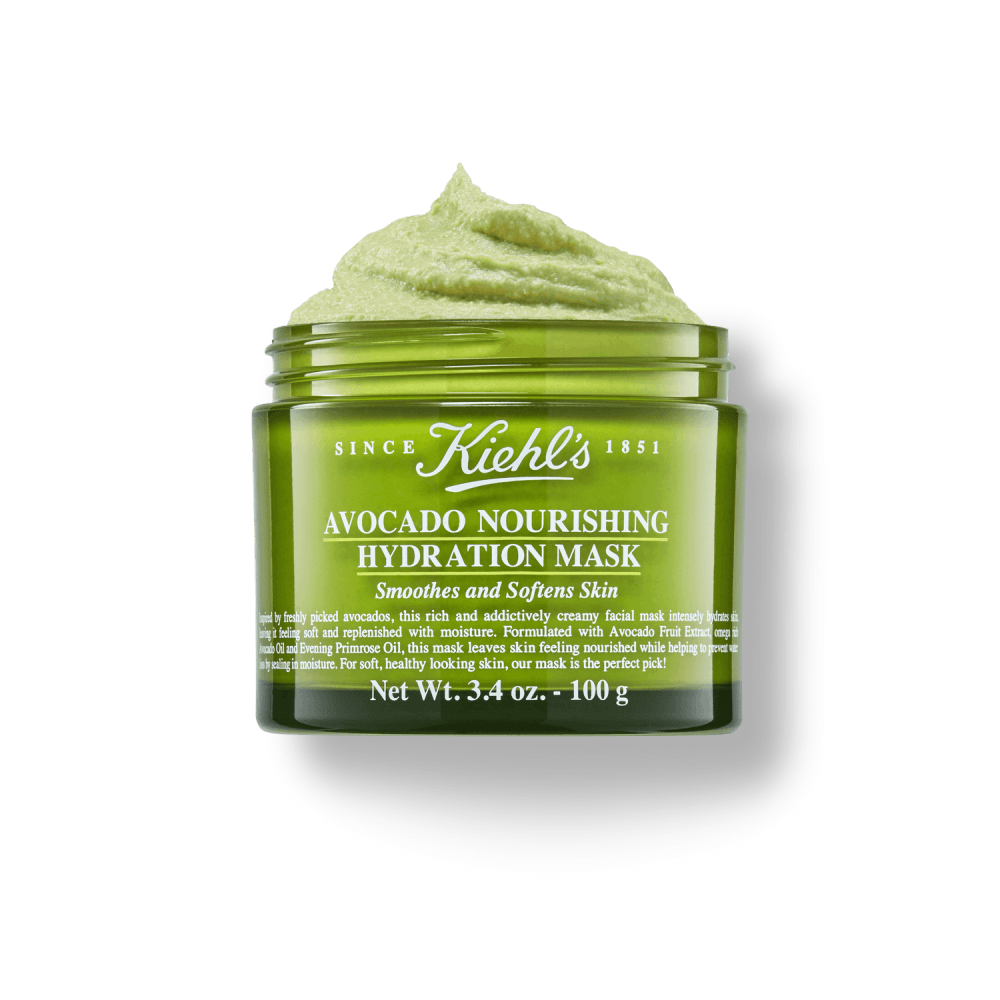 SINCE Kiehl's 1851
AVOCADO NOURISHING
HYDRATION MASK
Smoothes and Softens Skin
by freshly picked avocados, this rich and addictively creamy facial mask intensely hydrates
it feeling soft and replenished with moisture. Formulated with Avocado Fruit Extract, omega rich
Avocado Oil and Evening Primrose Oil, this mask leaves skin feeling nourished while helping to prevent water
by sealing in moisture. For soft, healthy looking skin, our mask is the perfect pick!
Net Wt. 3.4 oz. - 100 g